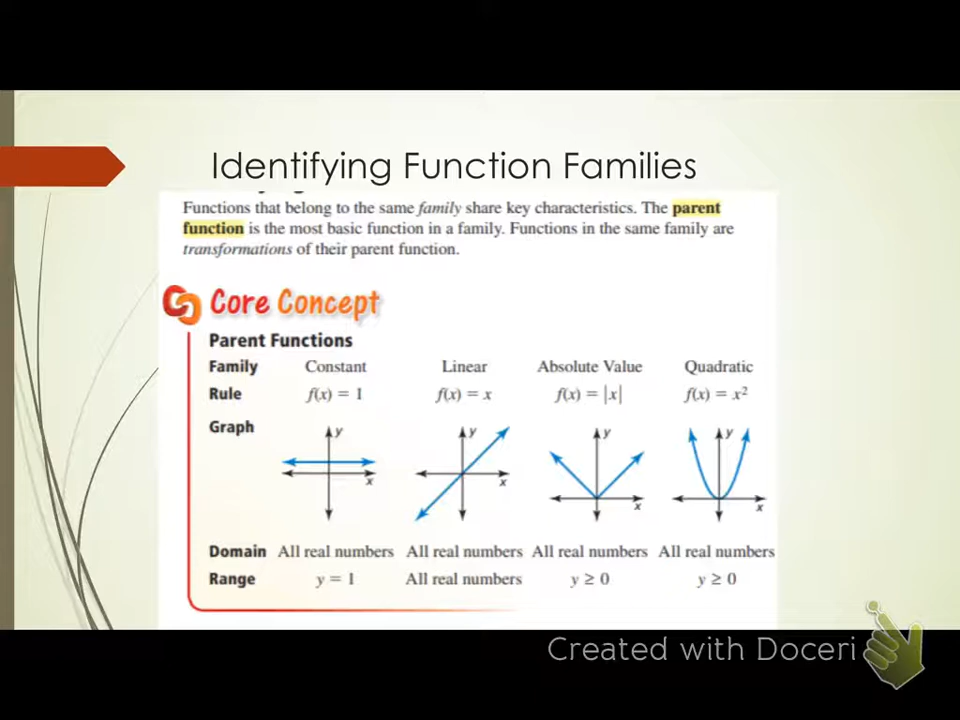 Identifying Function Families
Functions that belong to the same family share key characteristics. The parent
function is the most basic function in a family. Functions in the same family are
transformations of their parent function.
Core Concept
Parent Functions
Family Constant Linear Absolute Value Quadratic
Rule f(x) = 1 f(x) = x f(x) = |x| f(x) = x²
Graph y y y y
x x x x
Domain All real numbers All real numbers All real numbers All real numbers
Range y = 1 All real numbers y ≥ 0 y ≥ 0
Created with Doceri